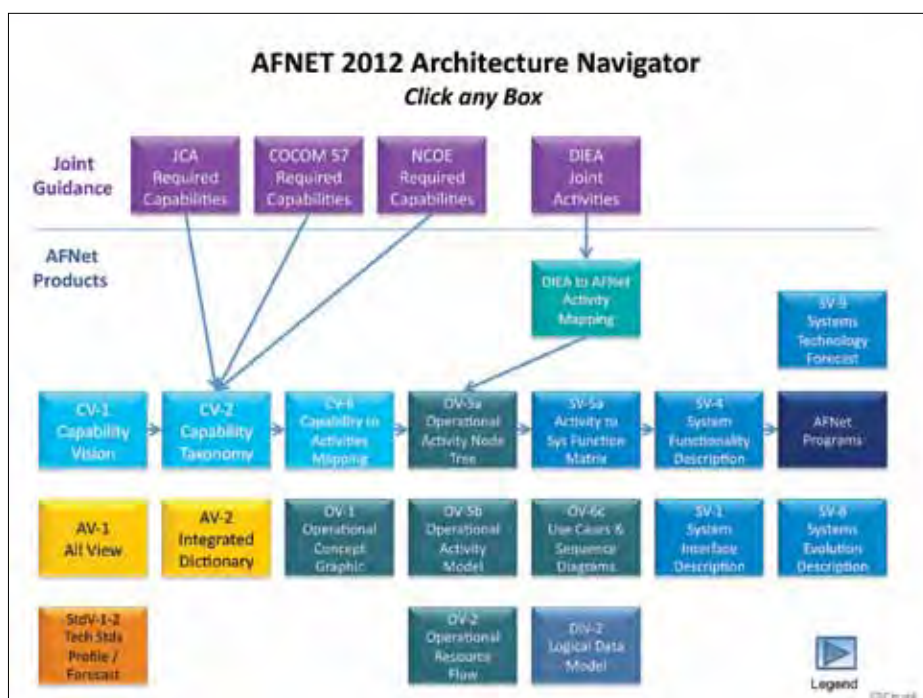 AFNET 2012 Architecture Navigator
Click any Box
Joint
Guidance
JCA
Required
Capabilities
COCOM 57
Required
Capabilities
NCOE
Required
Capabilities
DIEA
Joint
Activities
AFNet
Products
DIEA to AFNet
Activity
Mapping
SV-9
Systems
Technology
Forecast
CV-1
Capability
Vision
CV-2
Capability
Taxonomy
CV-6
Capability to
Activities
Mapping
OV-5a
Operational
Activity Node
Tree
SV-5a
Activity to
Sys Function
Matrix
SV-4
System
Functionality
Description
AFNet
Programs
AV-1
All View
AV-2
Integrated
Dictionary
OV-1
Operational
Concept
Graphic
OV-5b
Operational
Activity
Model
OV-6c
Use Cases &
Sequence
Diagrams
SV-1
System
Interface
Description
SV-8
Systems
Evolution
Description
StdV-1-2
Tech Stds
Profile /
Forecast
OV-2
Operational
Resource
Flow
DIV-2
Logical Data
Model
Legend